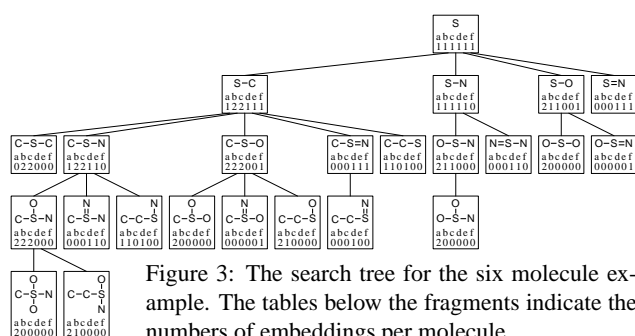 S
abcdef
111111
S-C
abcdef
122111
S-N
abcdef
111110
S-O
abcdef
211001
S=N
abcdef
000111
C-S-C
abcdef
022000
C-S-N
abcdef
122110
C-S-O
abcdef
222001
C-S=N
abcdef
000111
C-C-S
abcdef
110100
O-S-N
abcdef
211000
N=S-N
abcdef
000110
O-S-O
abcdef
200000
O-S=N
abcdef
000001
O
C-S-N
abcdef
222000
N
C-S-N
abcdef
000110
N
C-C-S
abcdef
110100
O
C-S-O
abcdef
200000
N
C-S-O
abcdef
000001
O
C-C-S
abcdef
210000
N
C-C-S
abcdef
000100
O
O-S-N
abcdef
200000
O
C-S-N
O
abcdef
200000
O
C-C-S
N
abcdef
210000
Figure 3: The search tree for the six molecule ex-
ample. The tables below the fragments indicate the
numbers of embeddings per molecule.